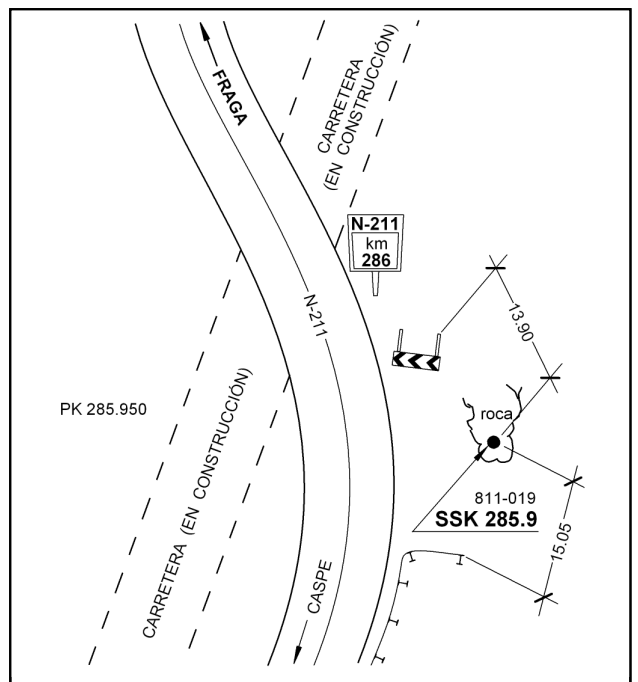 FRAGA
CARRETERA
(EN CONSTRUCCIÓN)
N-211
km
286
N-211
13.90
PK 285.950
roca
CARRETERA (EN CONSTRUCCIÓN)
811-019
SSK 285.9
15.05
CASPE